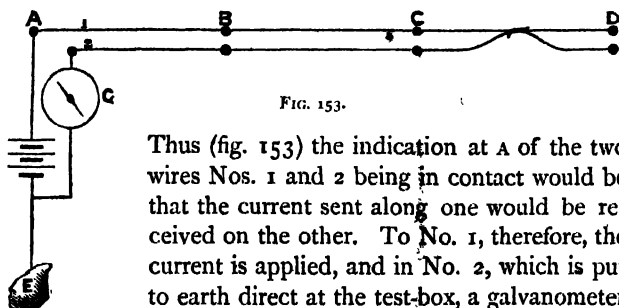 A 1 B C D
2 4
G
FIG. 153.
Thus (fig. 153) the indication at A of the two
wires Nos. 1 and 2 being in contact would be
that the current sent along one would be re-
ceived on the other. To No. 1, therefore, the
current is applied, and in No. 2, which is put
to earth direct at the test-box, a galvanometer
E